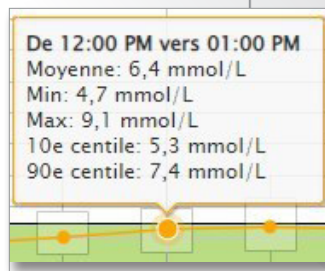 De 12:00 PM vers 01:00 PM
Moyenne: 6,4 mmol/L
Min: 4,7 mmol/L
Max: 9,1 mmol/L
10e centile: 5,3 mmol/L
90e centile: 7,4 mmol/L